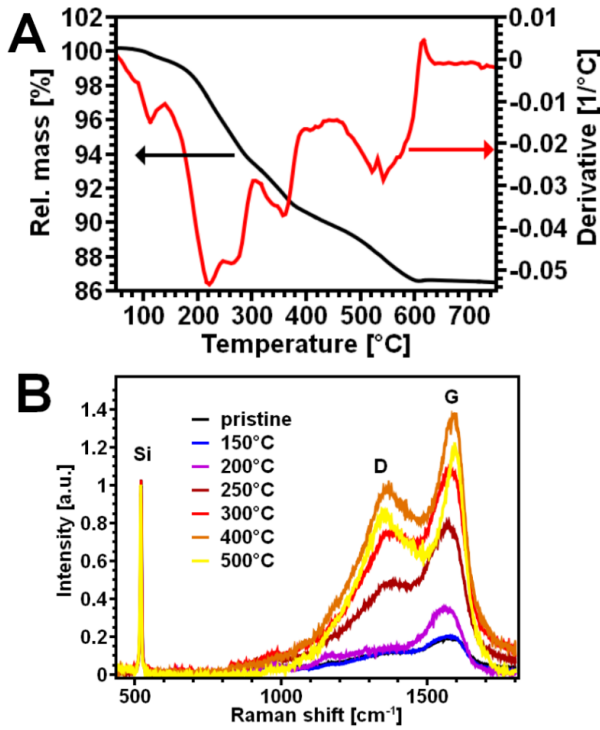 A
102
100
98
96
94
92
90
88
86
Rel. mass [%]
0.01
0
-0.01
-0.02
-0.03
-0.04
-0.05
Derivative [1/°C]
100 200 300 400 500 600 700
Temperature [°C]
B
1.4
1.2
1
0.8
0.6
0.4
0.2
0
Intensity [a.u.]
Si
D
G
pristine
150°C
200°C
250°C
300°C
400°C
500°C
500 1000 1500
Raman shift [cm⁻¹]